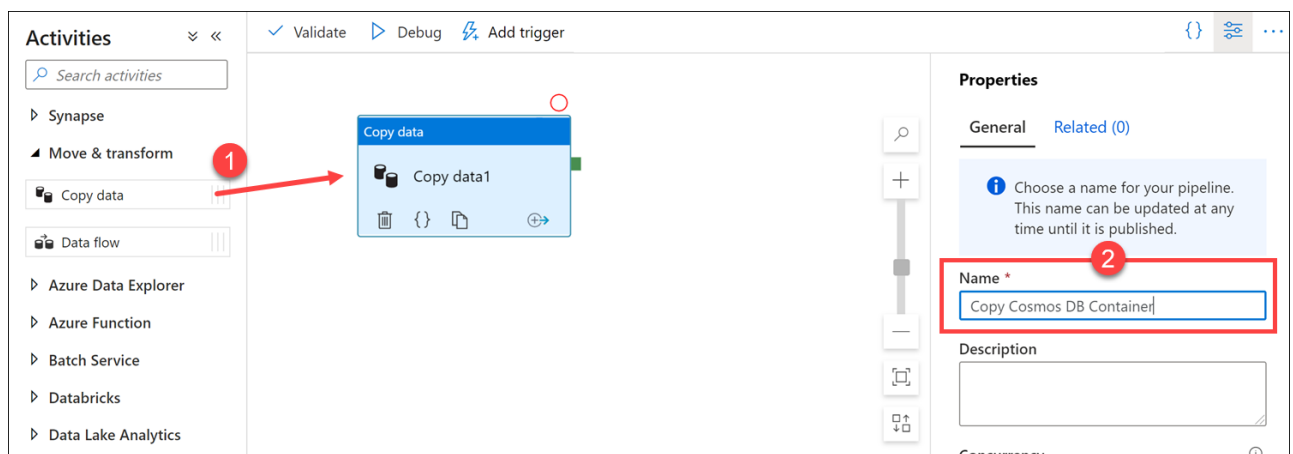 Activities
Search activities
Synapse
Move & transform
Copy data
Data flow
Azure Data Explorer
Azure Function
Batch Service
Databricks
Data Lake Analytics
Validate
Debug
Add trigger
1
Copy data
Copy data1
{}
{}
...
Properties
General
Related (0)
Choose a name for your pipeline.
This name can be updated at any
time until it is published.
2
Name *
Copy Cosmos DB Container
Description
Concurrency